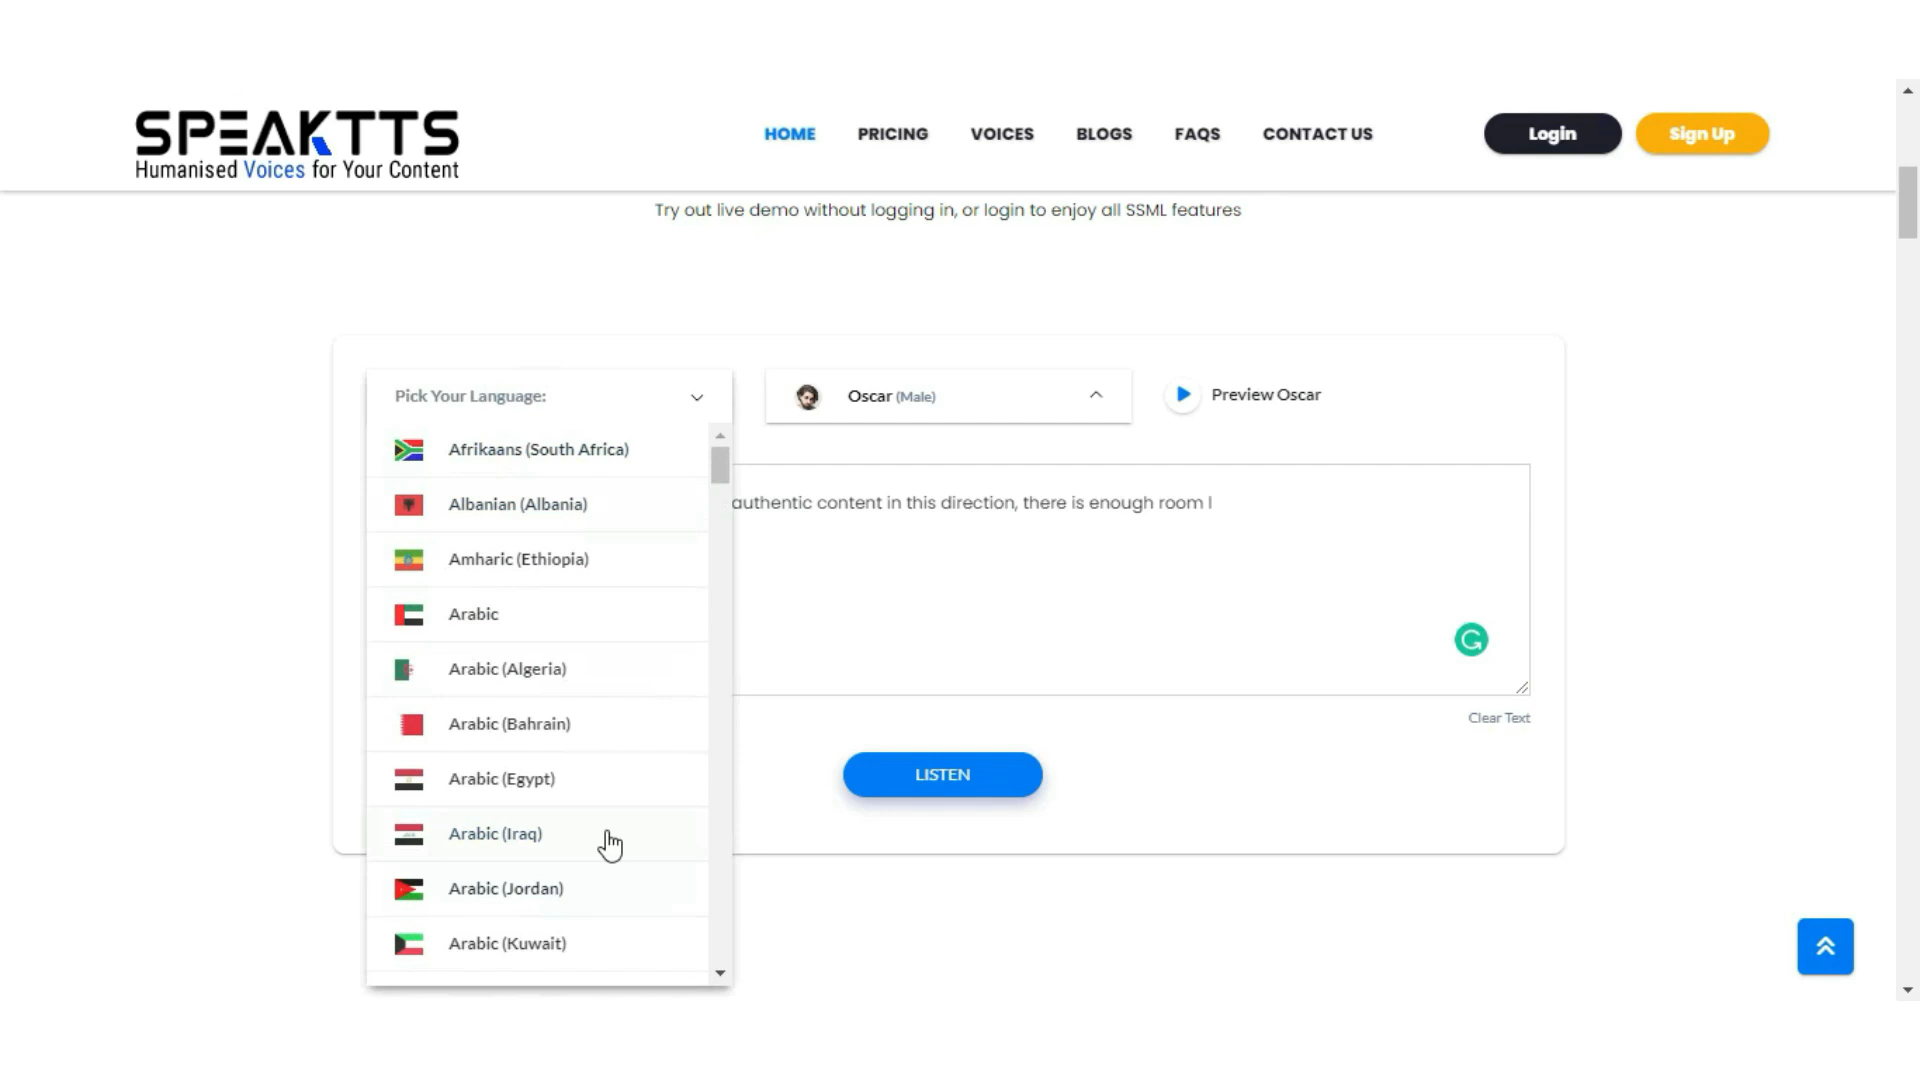 SPEAKTTS
Humanised Voices for Your Content
HOME
PRICING
VOICES
BLOGS
FAQS
CONTACT US
Login
Sign Up
Try out live demo without logging in, or login to enjoy all SSML features
Pick Your Language:
Oscar (Male)
Preview Oscar
Afrikaans (South Africa)
Albanian (Albania)
authentic content in this direction, there is enough room I
Amharic (Ethiopia)
Arabic
Arabic (Algeria)
Arabic (Bahrain)
Clear Text
Arabic (Egypt)
LISTEN
Arabic (Iraq)
Arabic (Jordan)
Arabic (Kuwait)